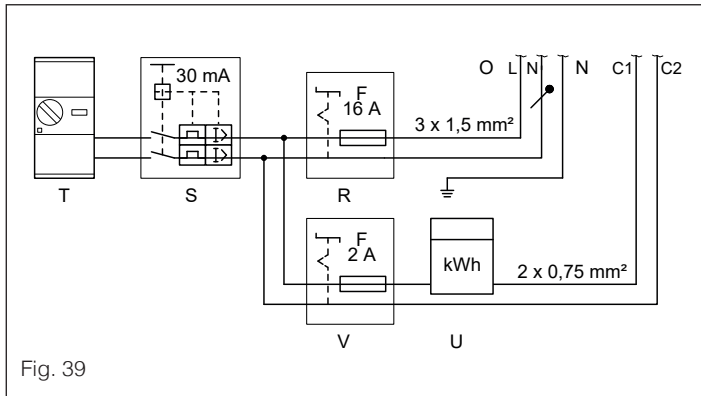 30 mA
F
16 A
O L N N C1 C2
3 x 1,5 mm²
T S R
F
2 A
kWh
2 x 0,75 mm²
V U
Fig. 39